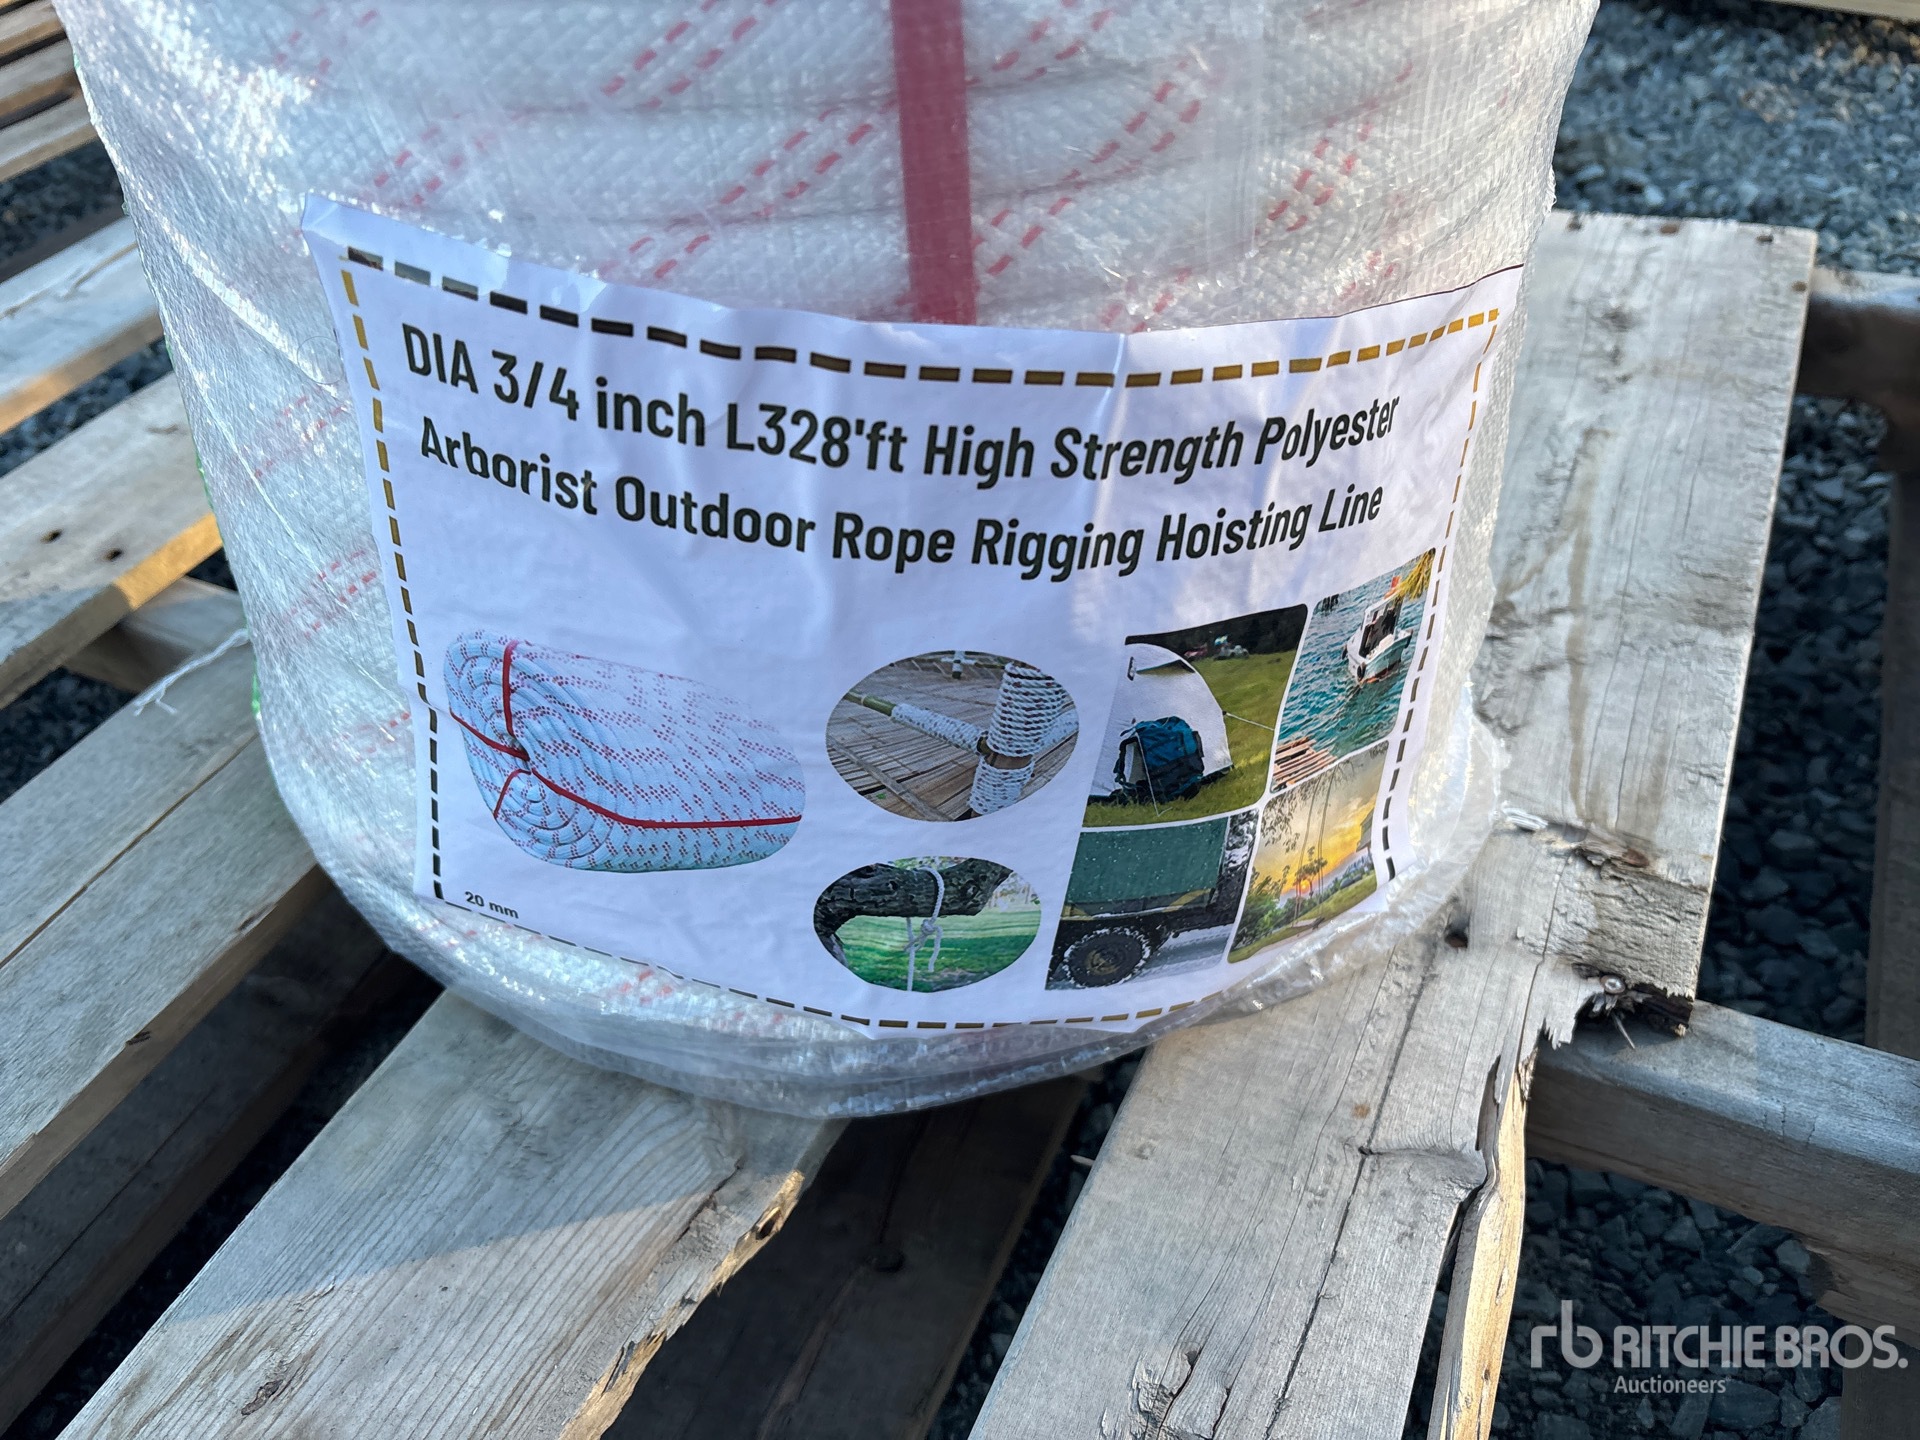 DIA 3/4 inch L328'ft High Strength Polyester
Arborist Outdoor Rope Rigging Hoisting Line
20 mm
rb RITCHIE BROS.
Auctioneers